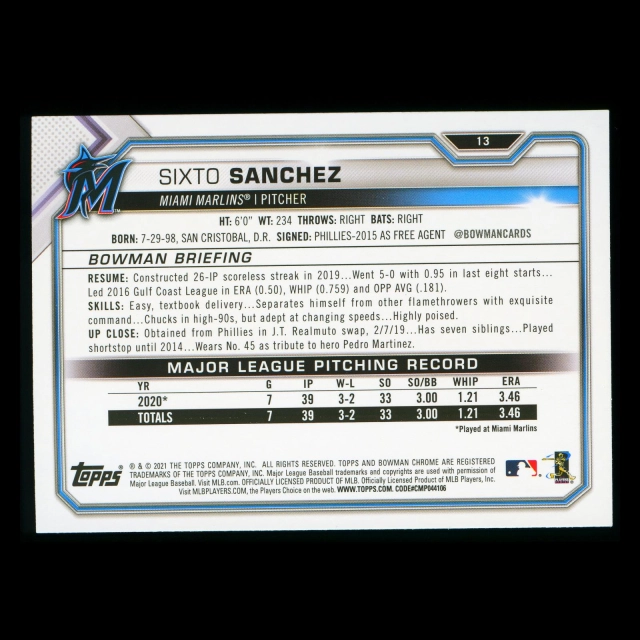 13
SIXTO SANCHEZ
MIAMI MARLINS® | PITCHER
HT: 6'0" WT: 234 THROWS: RIGHT BATS: RIGHT
BORN: 7-29-98, SAN CRISTOBAL, D.R. SIGNED: PHILLIES-2015 AS FREE AGENT @BOWMANCARDS
BOWMAN BRIEFING
RESUME: Constructed 26-IP scoreless streak in 2019...Went 5-0 with 0.95 in last eight starts...
Led 2016 Gulf Coast League in ERA (0.50), WHIP (0.759) and OPP AVG (.181).
SKILLS: Easy, textbook delivery...Separates himself from other flamethrowers with exquisite
command...Chucks in high-90s, but adept at changing speeds...Highly poised.
UP CLOSE: Obtained from Phillies in J.T. Realmuto swap, 2/7/19...Has seven siblings...Played
shortstop until 2014...Wears No. 45 as tribute to hero Pedro Martinez.
MAJOR LEAGUE PITCHING RECORD
YR G IP W-L SO SO/BB WHIP ERA
2020* 7 39 3-2 33 3.00 1.21 3.46
TOTALS 7 39 3-2 33 3.00 1.21 3.46
*Played at Miami Marlins
topps®
® & © 2021 THE TOPPS COMPANY, INC. ALL RIGHTS RESERVED. TOPPS AND BOWMAN CHROME ARE REGISTERED
TRADEMARKS OF THE TOPPS COMPANY, INC. Major League Baseball trademarks and copyrights are used with permission of
Major League Baseball. Visit MLB.com. OFFICIALLY LICENSED PRODUCT OF MLB. Official Licensed Product of MLB Players, Inc.
Visit MLBPLAYERS.com, the Players Choice on the web. WWW.TOPPS.COM. CODE#CMP044106